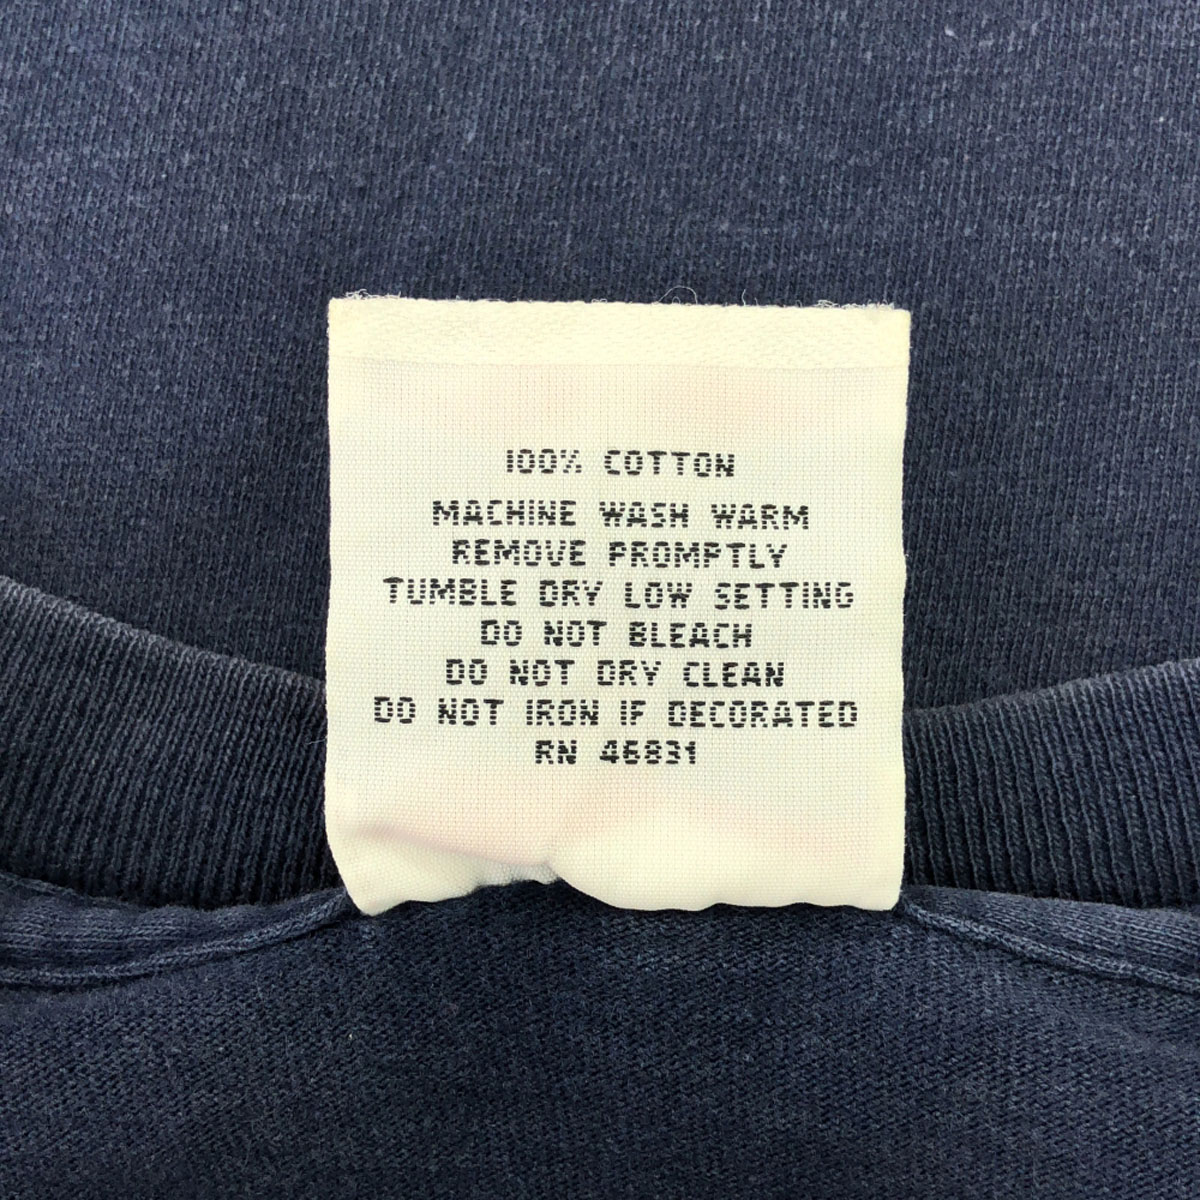 100% COTTON
MACHINE WASH WARM
REMOVE PROMPTLY
TUMBLE DRY LOW SETTING
DO NOT BLEACH
DO NOT DRY CLEAN
DO NOT IRON IF DECORATED
RN 46831